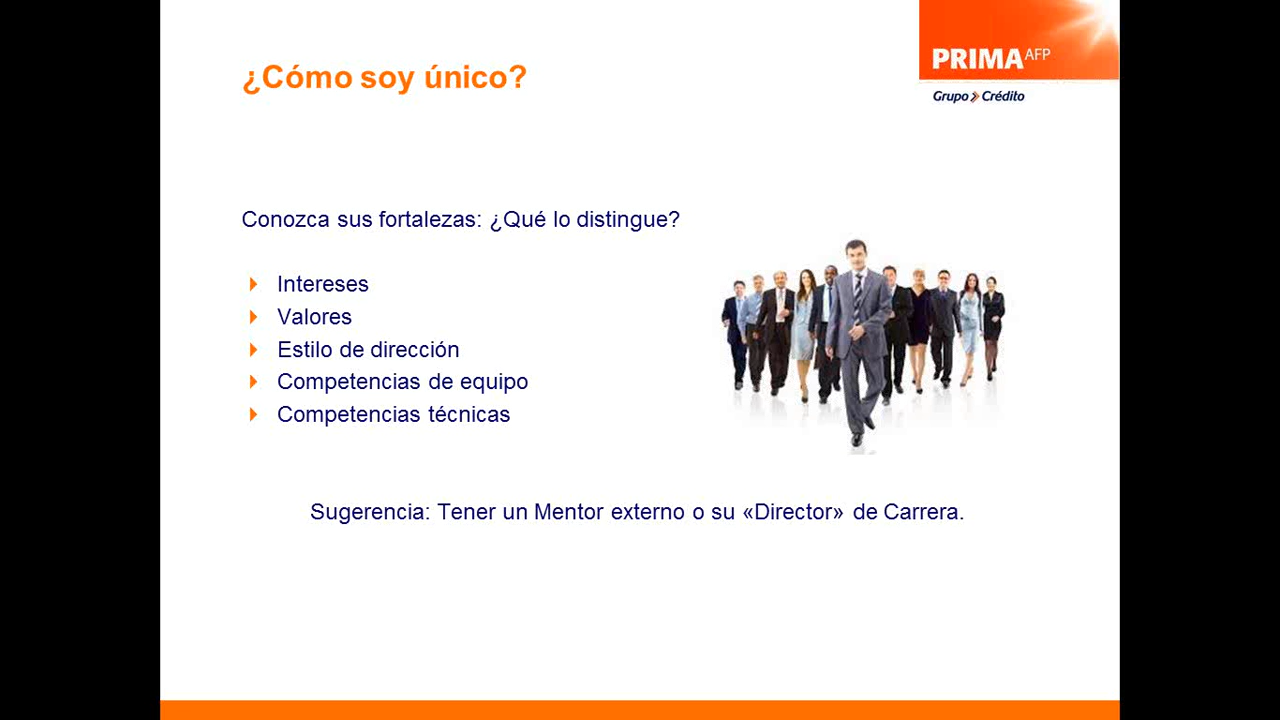 ¿Cómo soy único?
PRIMA AFP
Grupo Crédito
Conozca sus fortalezas: ¿Qué lo distingue?
Intereses
Valores
Estilo de dirección
Competencias de equipo
Competencias técnicas
Sugerencia: Tener un Mentor externo o su «Director» de Carrera.